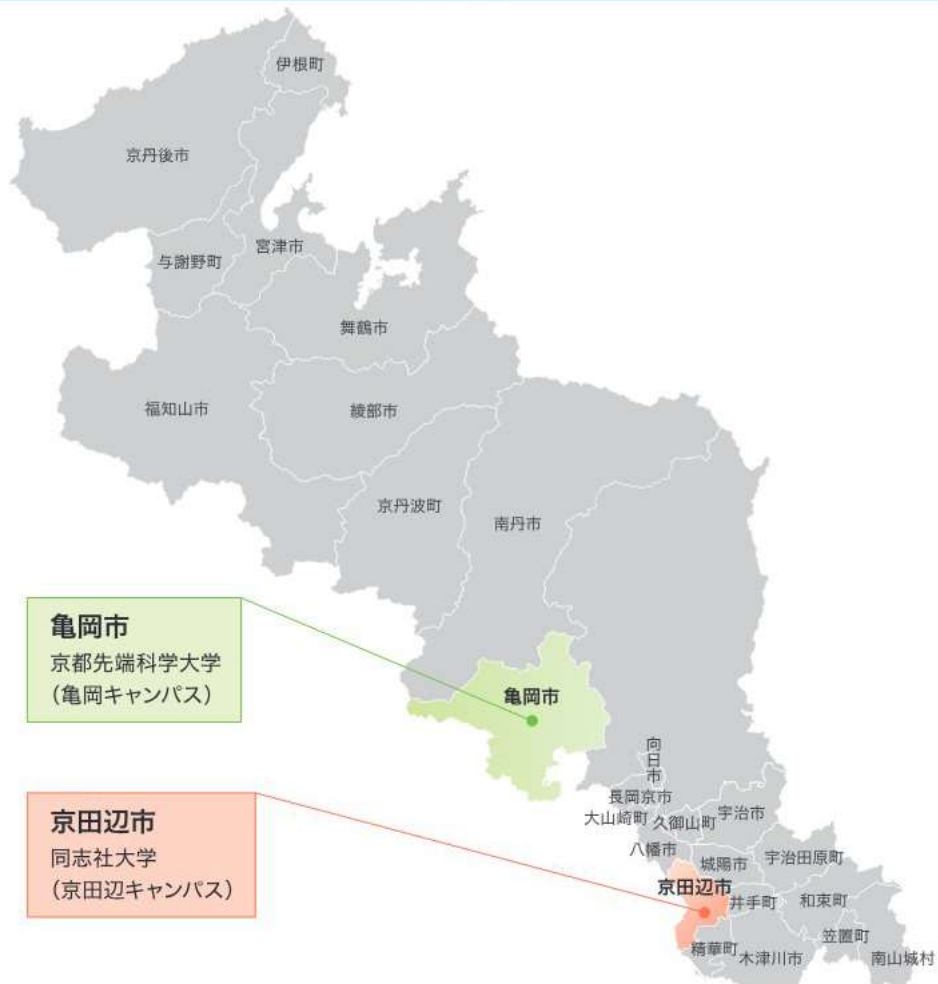 伊根町
京丹後市
宮津市
与謝野町
舞鶴市
福知山市
綾部市
京丹波町
南丹市
亀岡市
京都先端科学大学
（亀岡キャンパス）
亀岡市
向日市
長岡京市
大山崎町
久御山町
宇治市
京田辺市
同志社大学
（京田辺キャンパス）
八幡市
城陽市
宇治田原町
京田辺市
井手町
和束町
笠置町
精華町
木津川市
南山城村